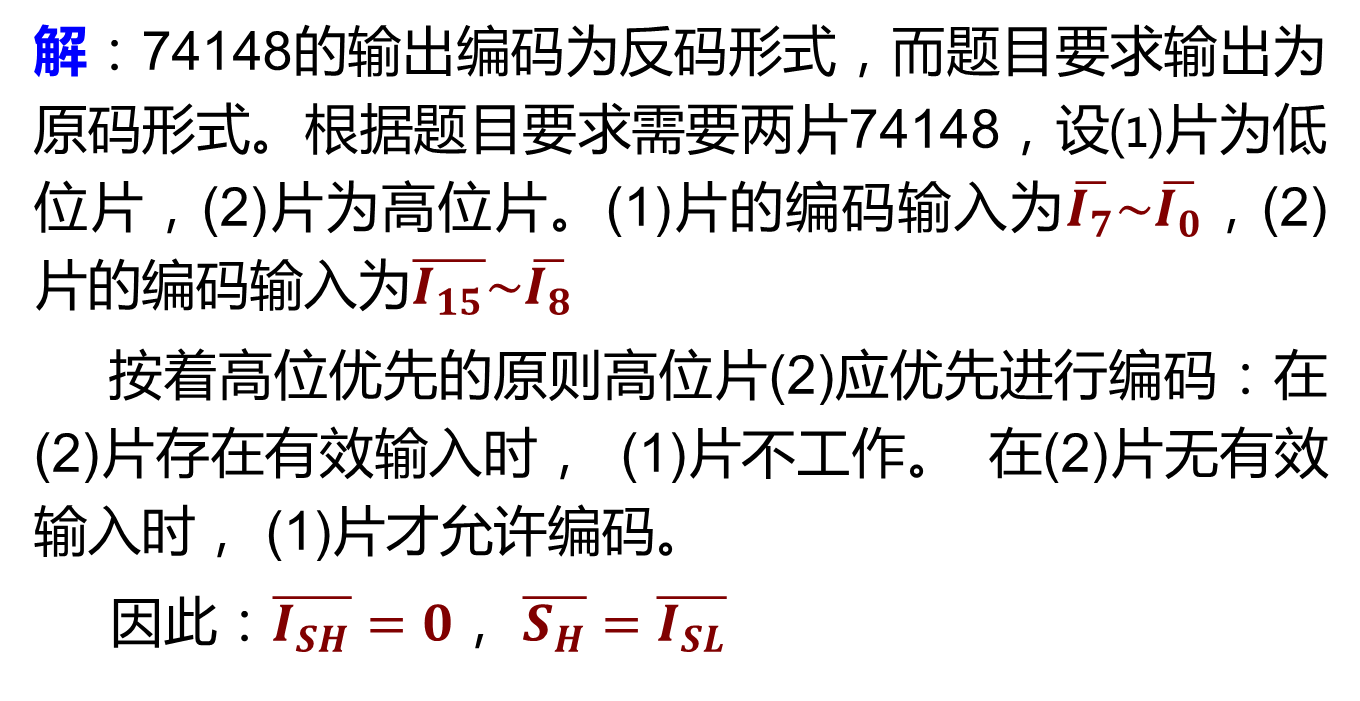 解：74148的输出编码为反码形式，而题目要求输出为
原码形式。根据题目要求需要两片74148，设(1)片为低
位片，(2)片为高位片。(1)片的编码输入为$\overline{I_7}$~$\overline{I_0}$，(2)
片的编码输入为$\overline{I_{15}}$~$\overline{I_8}$
按着高位优先的原则高位片(2)应优先进行编码：在
(2)片存在有效输入时， (1)片不工作。 在(2)片无有效
输入时， (1)片才允许编码。
因此：$\overline{I_{SH}} = 0$，$\overline{S_H} = \overline{I_{SL}}$